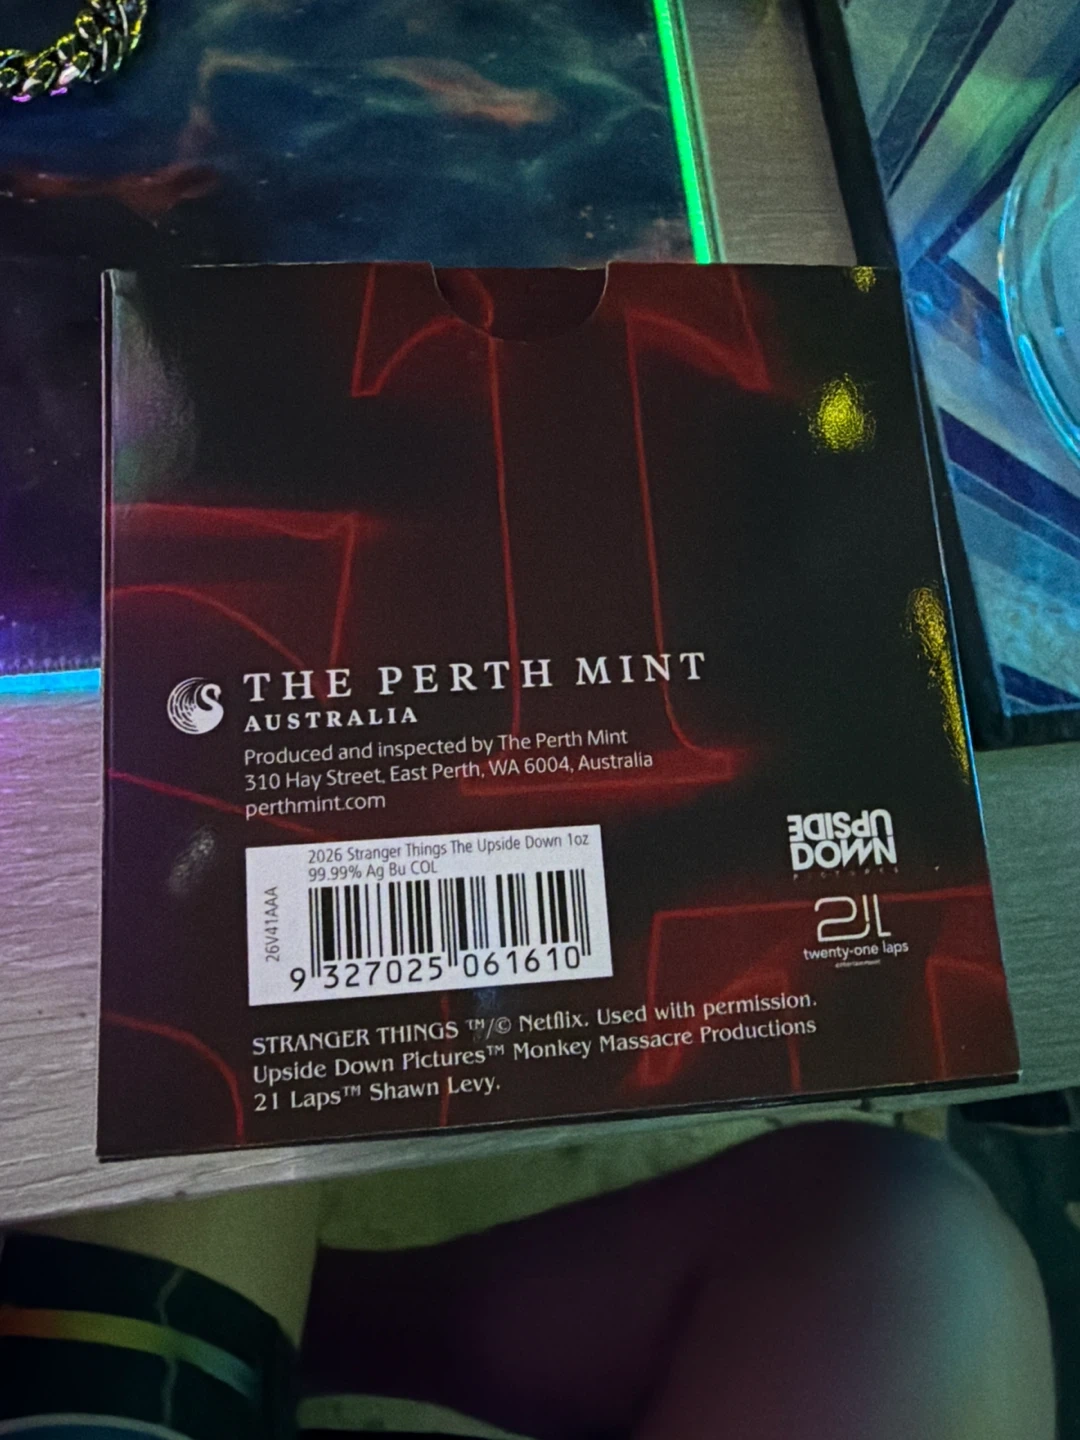 THE PERTH MINT
AUSTRALIA
Produced and inspected by The Perth Mint
310 Hay Street, East Perth, WA 6004, Australia
perthmint.com
2026 Stranger Things The Upside Down 1oz
99.99% Ag Bu COL
26V41AAA
9 327025 061610
UPSIDE
DOWN
PICTURES
21L
twenty-one laps
entertainment
STRANGER THINGS ™/© Netflix. Used with permission.
Upside Down Pictures™ Monkey Massacre Productions
21 Laps™ Shawn Levy.